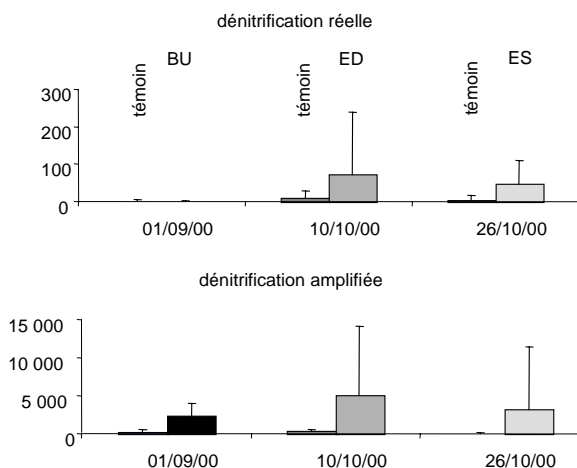 dénitrification réelle
BU ED ES
témoin témoin témoin
300
200
100
0
01/09/00 10/10/00 26/10/00
dénitrification amplifiée
15 000
10 000
5 000
0
01/09/00 10/10/00 26/10/00